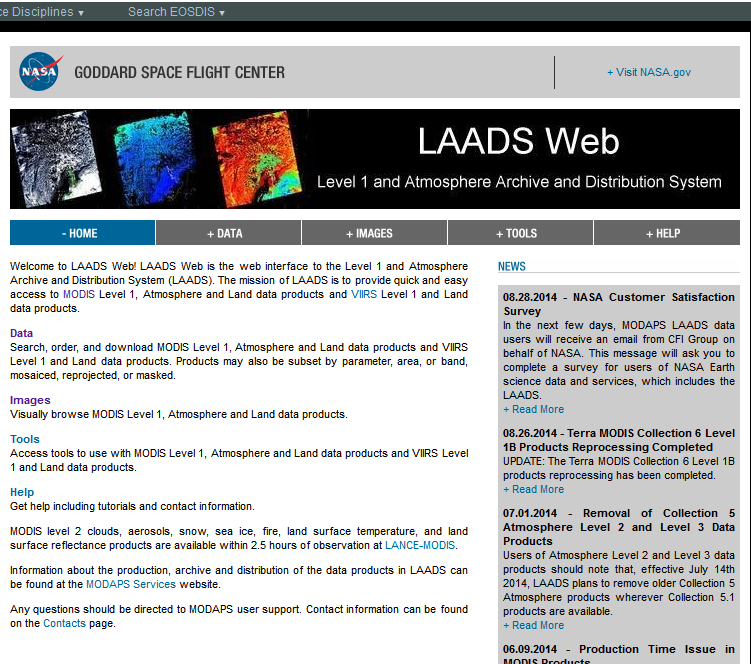 ce Disciplines ▾ Search EOSDIS ▾
NASA GODDARD SPACE FLIGHT CENTER + Visit NASA.gov
LAADS Web
Level 1 and Atmosphere Archive and Distribution System
- HOME + DATA + IMAGES + TOOLS + HELP
Welcome to LAADS Web! LAADS Web is the web interface to the Level 1 and Atmosphere
Archive and Distribution System (LAADS). The mission of LAADS is to provide quick and easy
access to MODIS Level 1, Atmosphere and Land data products and VIIRS Level 1 and Land
data products.
Data
Search, order, and download MODIS Level 1, Atmosphere and Land data products and VIIRS
Level 1 and Land data products. Products may also be subset by parameter, area, or band,
mosaiced, reprojected, or masked.
Images
Visually browse MODIS Level 1, Atmosphere and Land data products.
Tools
Access tools to use with MODIS Level 1, Atmosphere and Land data products and VIIRS Level
1 and Land data products.
Help
Get help including tutorials and contact information.
MODIS level 2 clouds, aerosols, snow, sea ice, fire, land surface temperature, and land
surface reflectance products are available within 2.5 hours of observation at LANCE-MODIS.
Information about the production, archive and distribution of the data products in LAADS can
be found at the MODAPS Services website.
Any questions should be directed to MODAPS user support. Contact information can be found
on the Contacts page.
NEWS
08.28.2014 - NASA Customer Satisfaction
Survey
In the next few days, MODAPS LAADS data
users will receive an email from CFI Group on
behalf of NASA. This message will ask you to
complete a survey for users of NASA Earth
science data and services, which includes the
LAADS.
+ Read More
08.26.2014 - Terra MODIS Collection 6 Level
1B Products Reprocessing Completed
UPDATE: The Terra MODIS Collection 6 Level 1B
products reprocessing has been completed.
+ Read More
07.01.2014 - Removal of Collection 5
Atmosphere Level 2 and Level 3 Data
Products
Users of Atmosphere Level 2 and Level 3 data
products should note that, effective July 14th
2014, LAADS plans to remove older Collection 5
Atmosphere products wherever Collection 5.1
products are available.
+ Read More
06.09.2014 - Production Time Issue in
MODIS Products